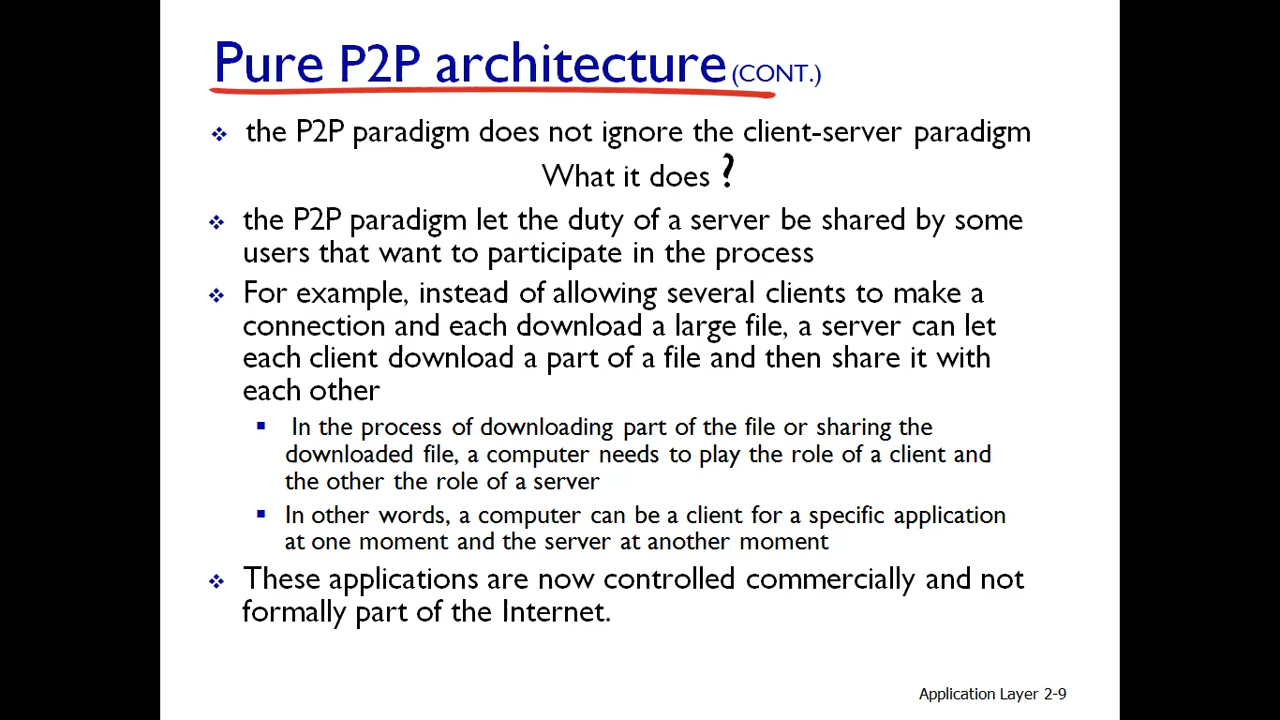 Pure P2P architecture (CONT.)
❖ the P2P paradigm does not ignore the client-server paradigm
What it does ?
❖ the P2P paradigm let the duty of a server be shared by some
users that want to participate in the process
❖ For example, instead of allowing several clients to make a
connection and each download a large file, a server can let
each client download a part of a file and then share it with
each other
▪ In the process of downloading part of the file or sharing the
downloaded file, a computer needs to play the role of a client and
the other the role of a server
▪ In other words, a computer can be a client for a specific application
at one moment and the server at another moment
❖ These applications are now controlled commercially and not
formally part of the Internet.
Application Layer 2-9